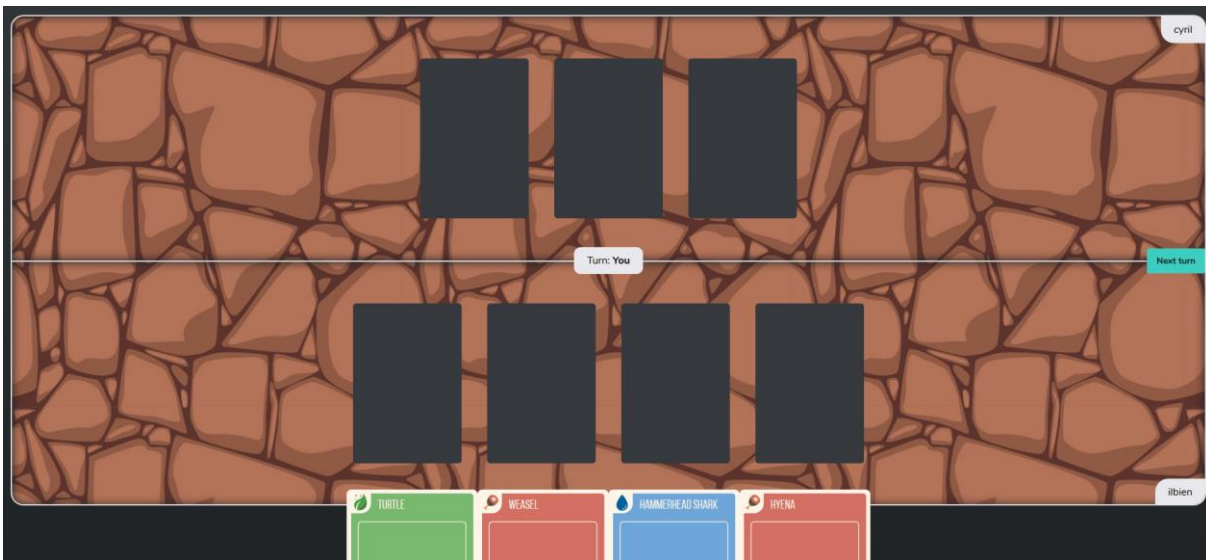 cyril
Turn: You
Next turn
ilbien
TURTLE
WEASEL
HAMMERHEAD SHARK
HYENA